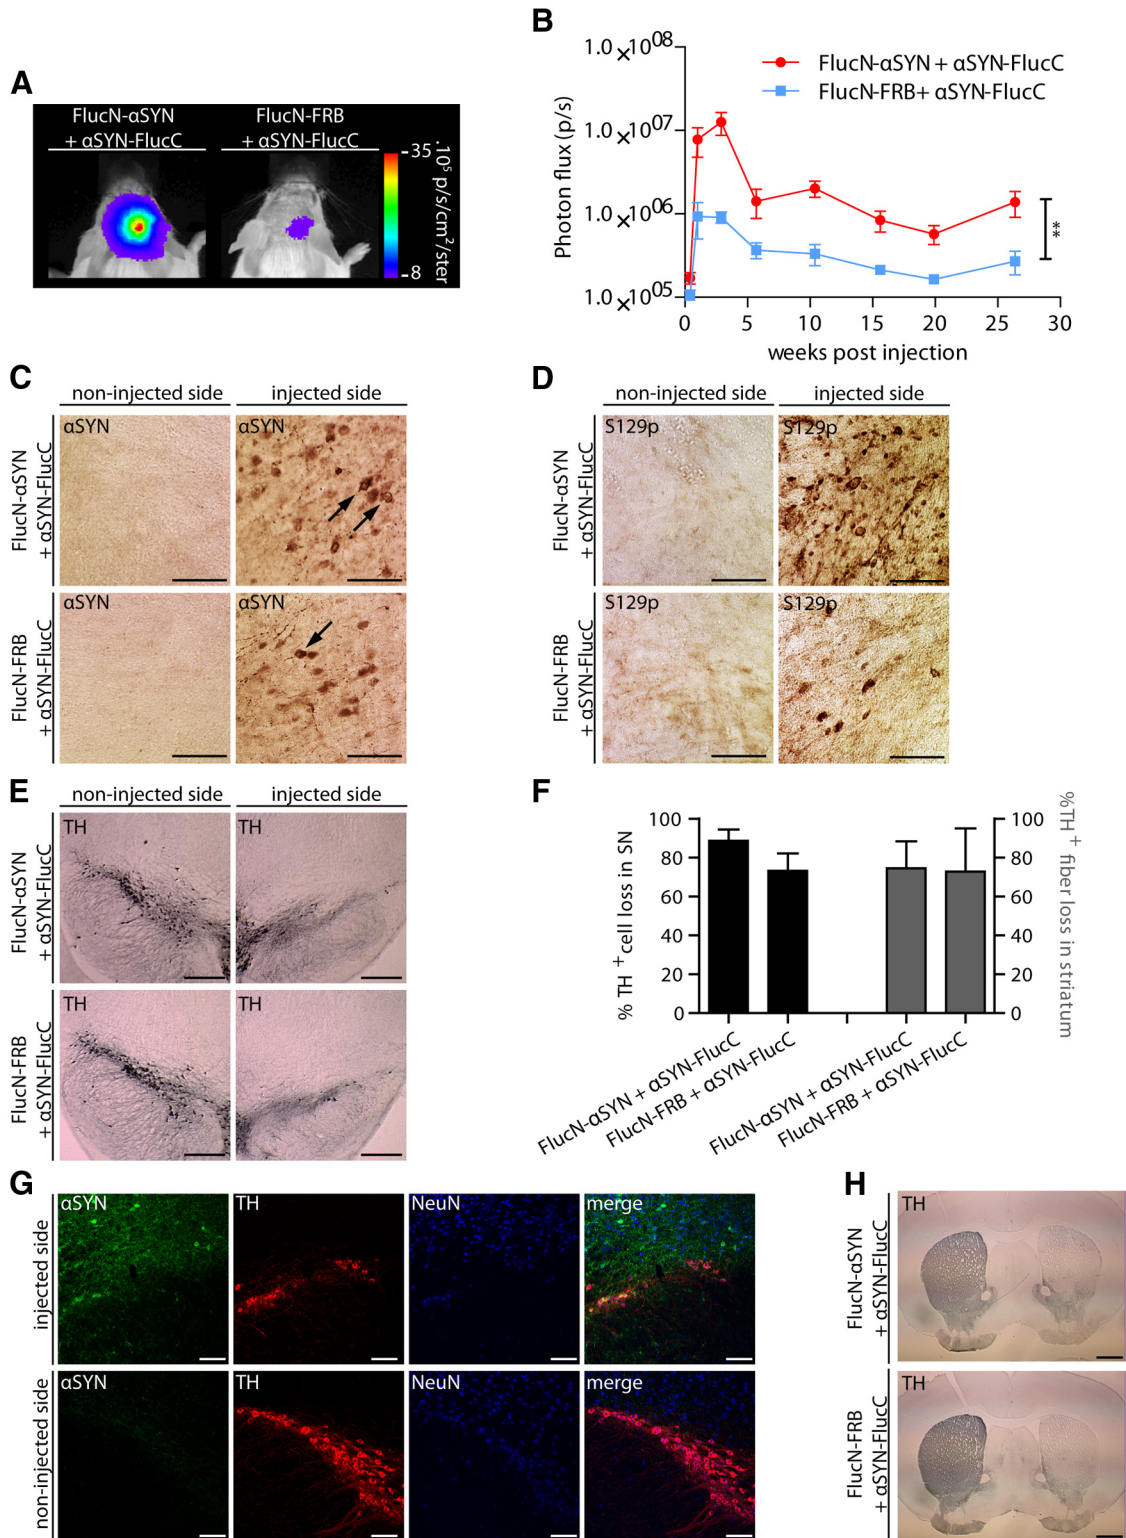 A
FlucN-αSYN
+ αSYN-FlucC
FlucN-FRB
+ αSYN-FlucC
35
8
.10⁵ p/s/cm²/ster
B
Photon flux (p/s)
1.0×10⁰⁸
1.0×10⁰⁷
1.0×10⁰⁶
1.0×10⁰⁵
FlucN-αSYN + αSYN-FlucC
FlucN-FRB+ αSYN-FlucC
**
0 5 10 15 20 25 30
weeks post injection
C
non-injected side
injected side
FlucN-αSYN
+ αSYN-FlucC
αSYN
αSYN
FlucN-FRB
+ αSYN-FlucC
αSYN
αSYN
D
non-injected side
injected side
FlucN-αSYN
+ αSYN-FlucC
S129p
S129p
FlucN-FRB
+ αSYN-FlucC
S129p
S129p
E
non-injected side
injected side
FlucN-αSYN
+ αSYN-FlucC
TH
TH
FlucN-FRB
+ αSYN-FlucC
TH
TH
F
% TH⁺ cell loss in SN
100
80
60
40
20
0
100
80
60
40
20
0
%TH⁺ fiber loss in striatum
FlucN-αSYN + αSYN-FlucC
FlucN-FRB + αSYN-FlucC
FlucN-αSYN + αSYN-FlucC
FlucN-FRB + αSYN-FlucC
G
injected side
αSYN
TH
NeuN
merge
non-injected side
αSYN
TH
NeuN
merge
H
FlucN-αSYN
+ αSYN-FlucC
TH
FlucN-FRB
+ αSYN-FlucC
TH